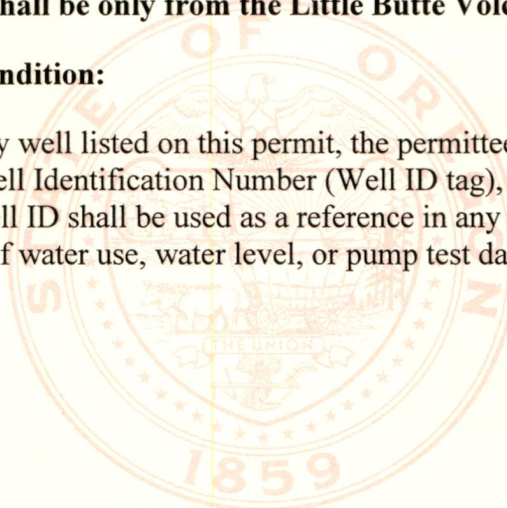 hall be only from the Little Butte Volc
ndition:
y well listed on this permit, the permittee
ell Identification Number (Well ID tag),
ll ID shall be used as a reference in any
f water use, water level, or pump test da
STATE OF OREGON
THE UNION
1859